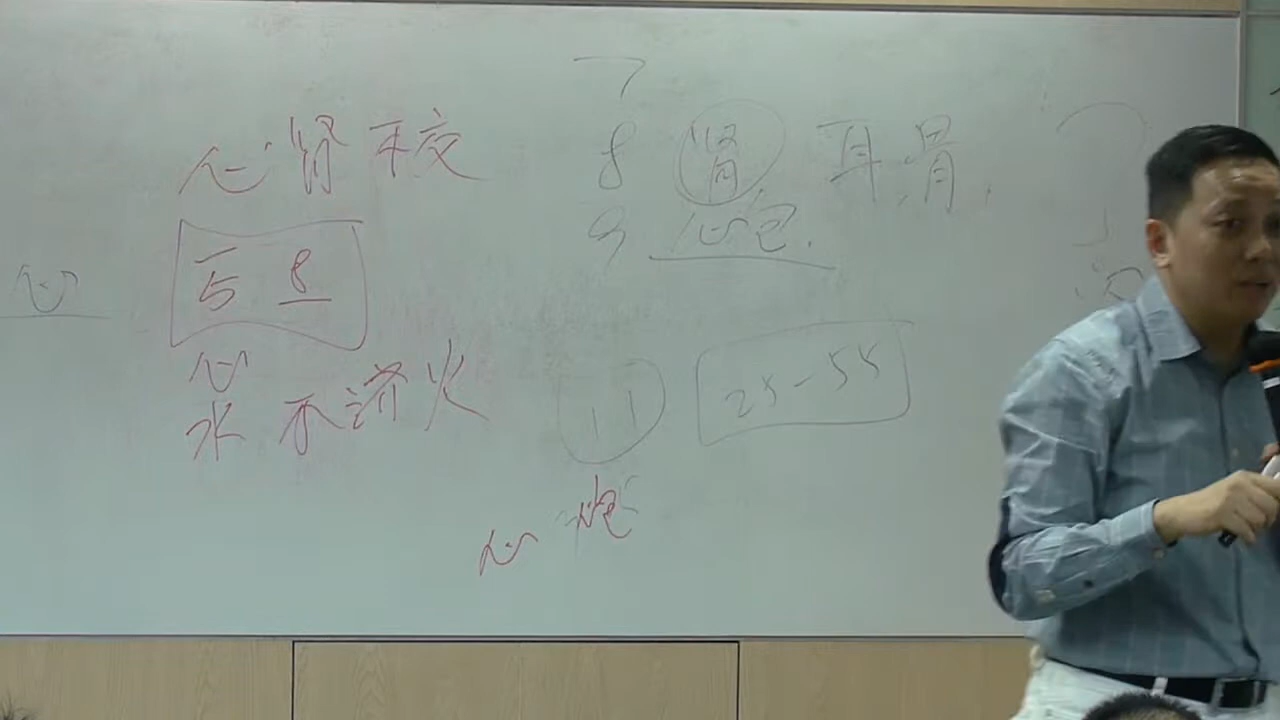 心肾不交
5 8
心
水不济火
心
7
8 肾 耳.骨.
9 心包.
11 25-55
心 炮